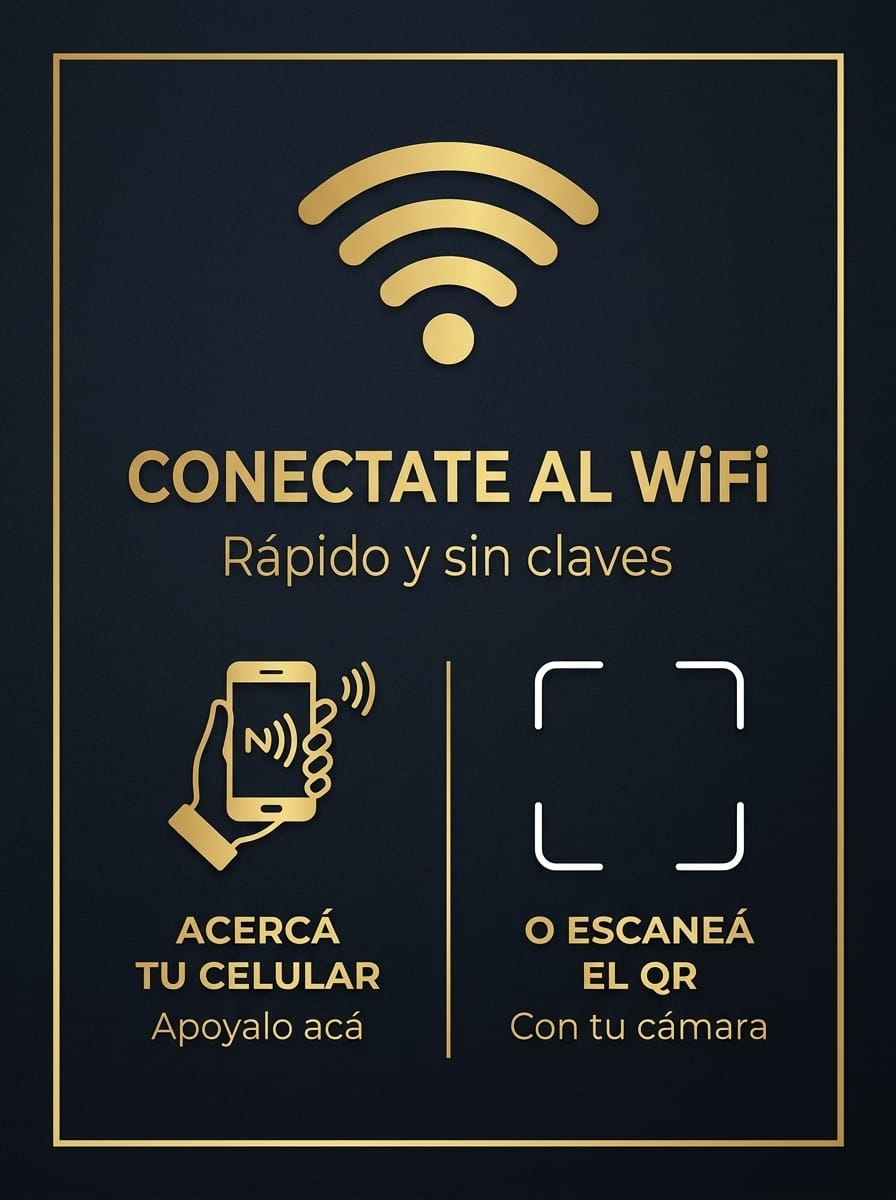 CONECTATE AL WiFi
Rápido y sin claves
N
ACERCÁ
TU CELULAR
Apoyalo acá
O ESCANEÁ
EL QR
Con tu cámara